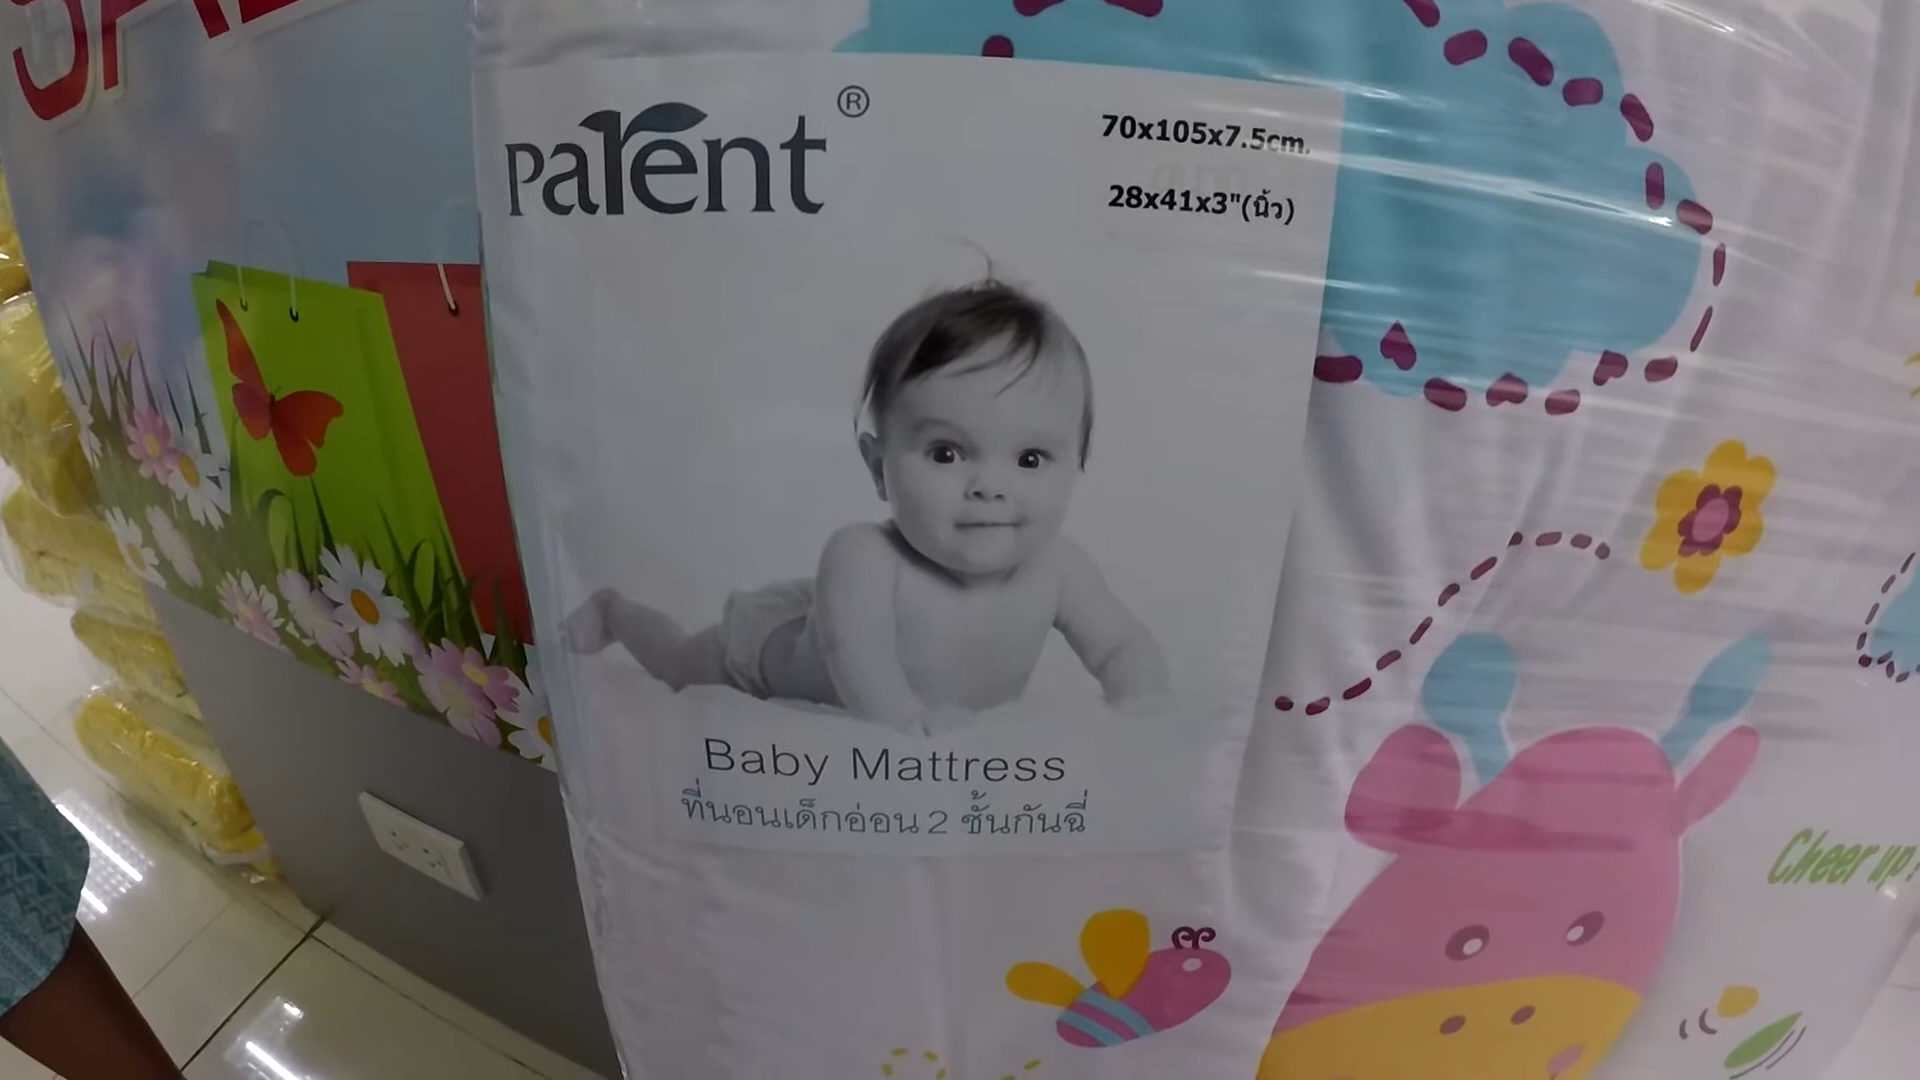 Parent®
70x105x7.5cm.
28x41x3"(นิ้ว)
Baby Mattress
ที่นอนเด็กอ่อน 2 ชั้นกันฉี่
Cheer up!